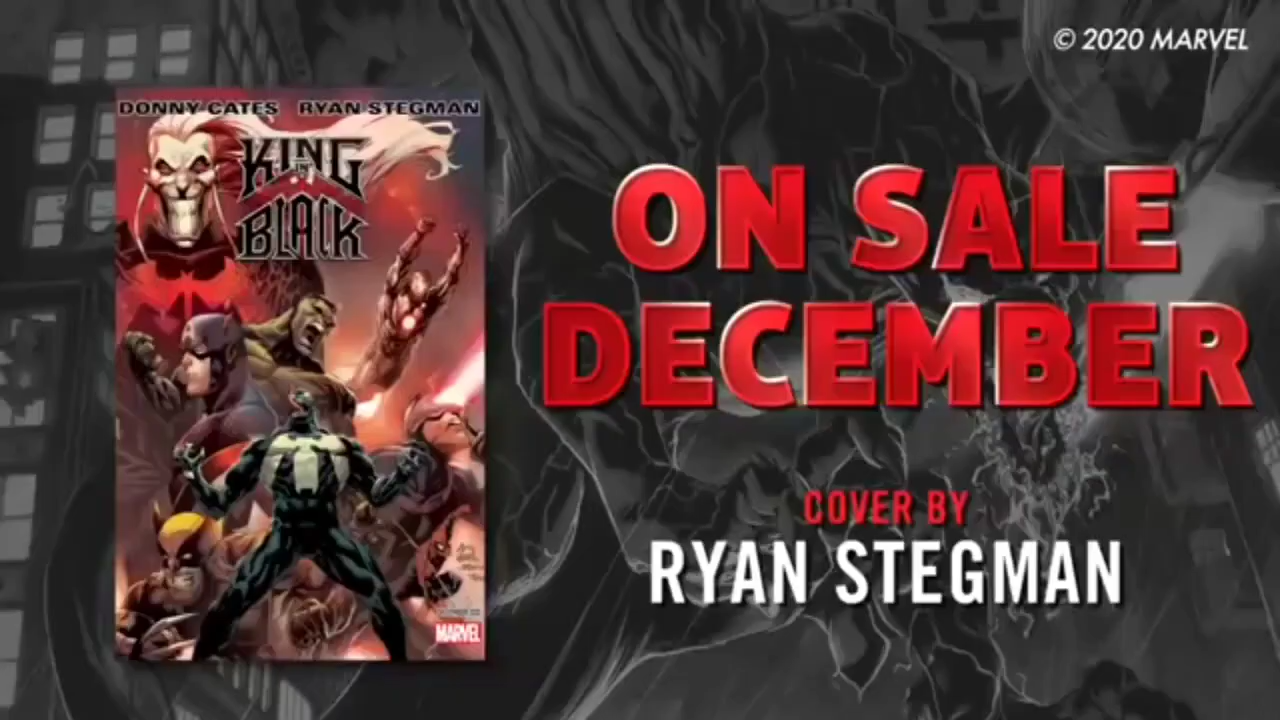 © 2020 MARVEL
DONNY CATES RYAN STEGMAN
KING
IN
BLACK
MARVEL
ON SALE
DECEMBER
COVER BY
RYAN STEGMAN